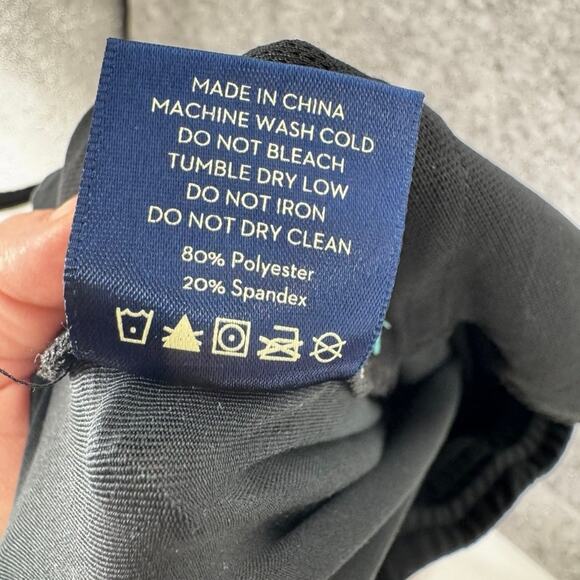 MADE IN CHINA
MACHINE WASH COLD
DO NOT BLEACH
TUMBLE DRY LOW
DO NOT IRON
DO NOT DRY CLEAN
80% Polyester
20% Spandex